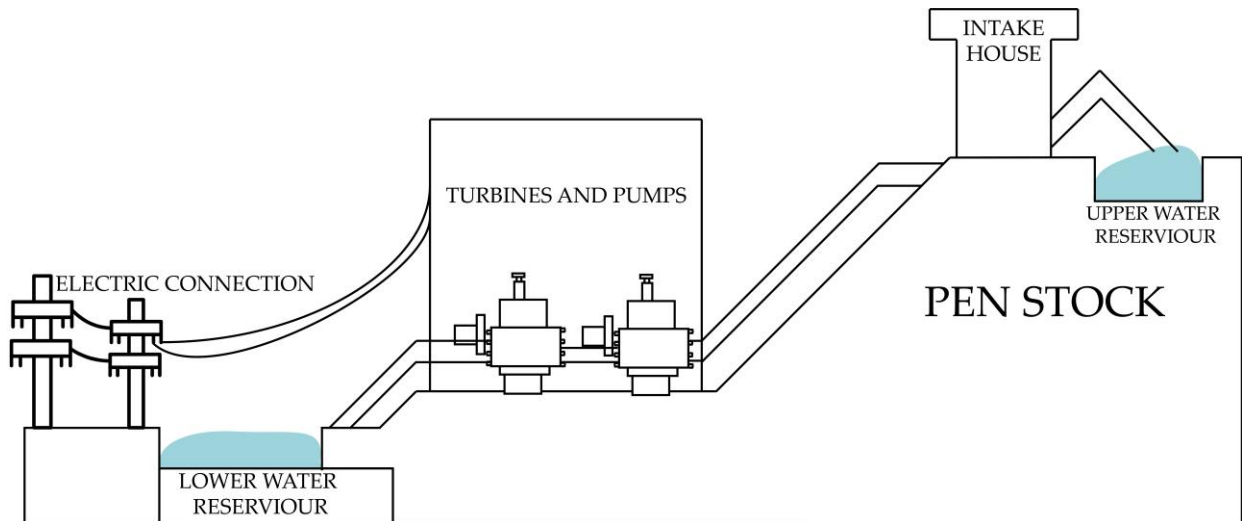 INTAKE
HOUSE
TURBINES AND PUMPS
UPPER WATER
RESERVIOUR
ELECTRIC CONNECTION
PEN STOCK
LOWER WATER
RESERVIOUR